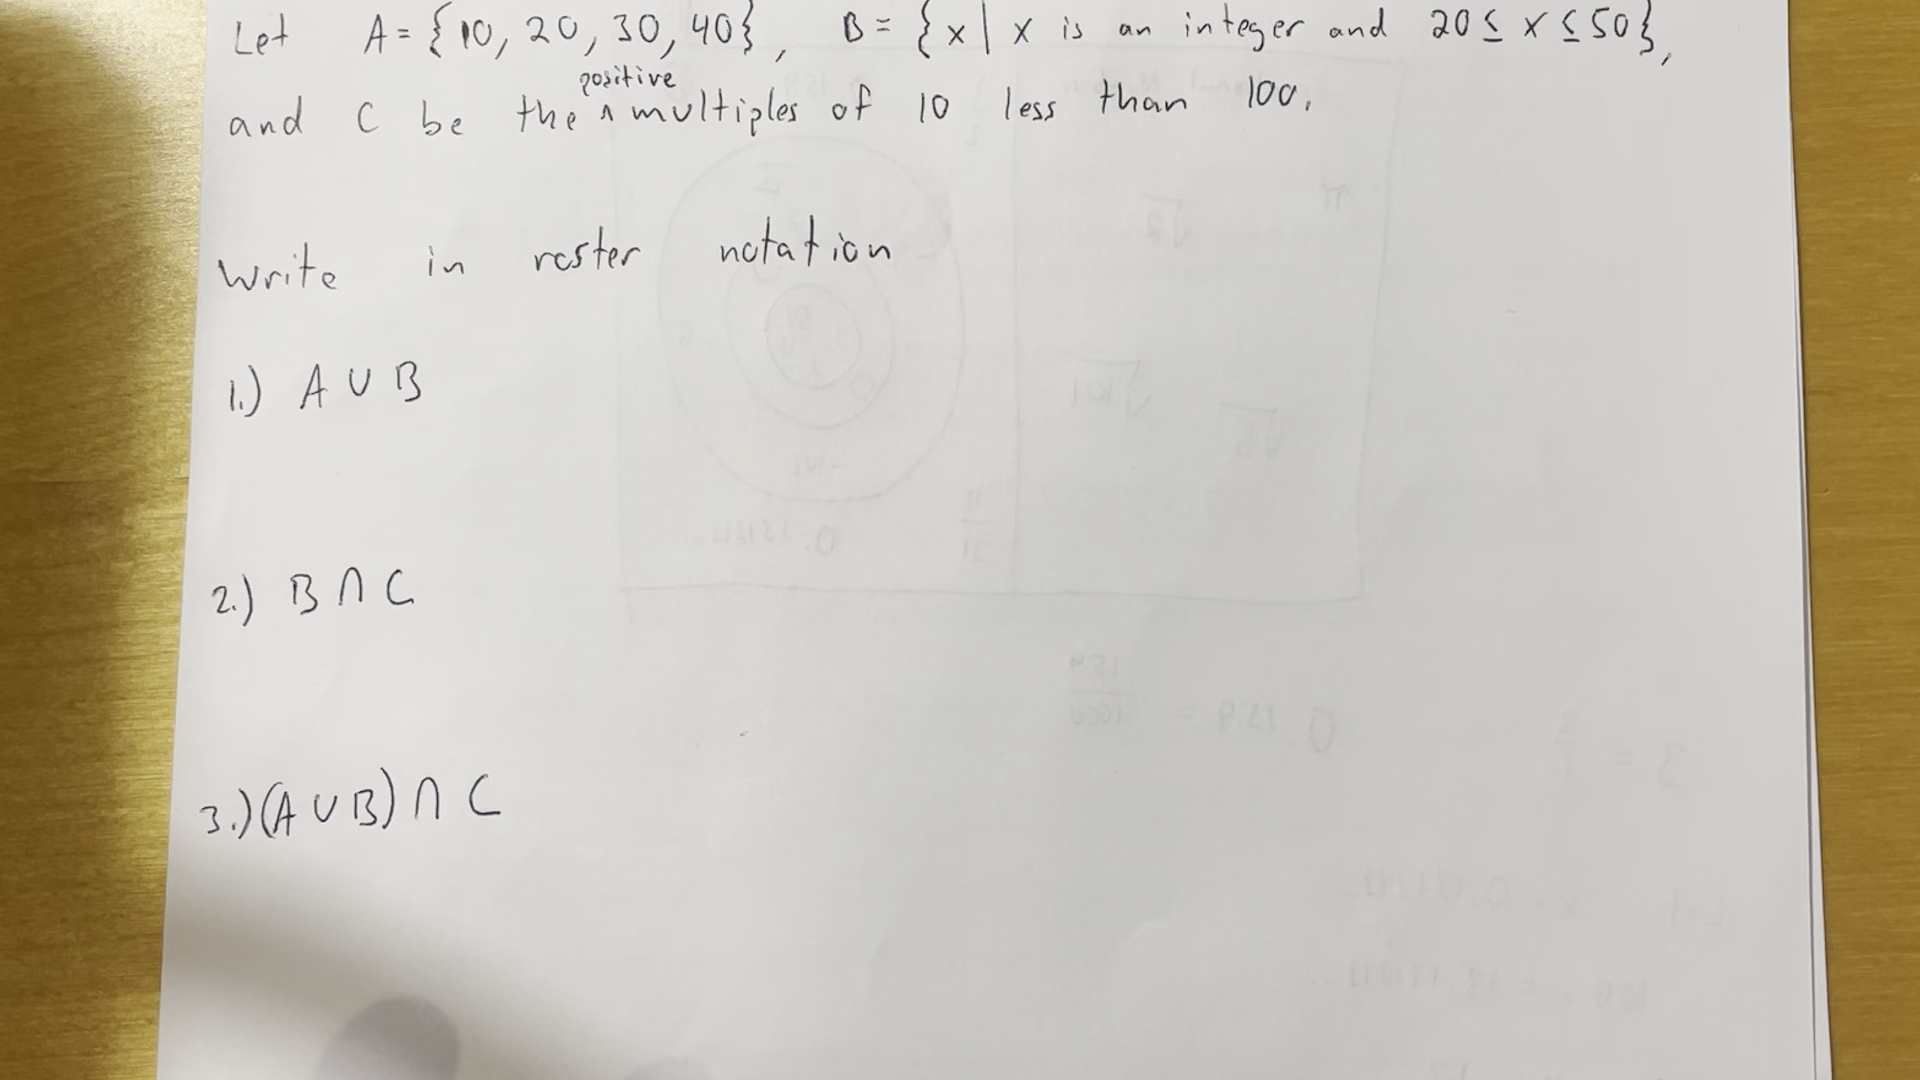 Let A = {10, 20, 30, 40}, B = {x | x is an integer and 20 ≤ x ≤ 50},
positive
and C be the ^ multiples of 10 less than 100.
Write in roster notation
1.) A ∪ B
2.) B ∩ C
3.) (A ∪ B) ∩ C